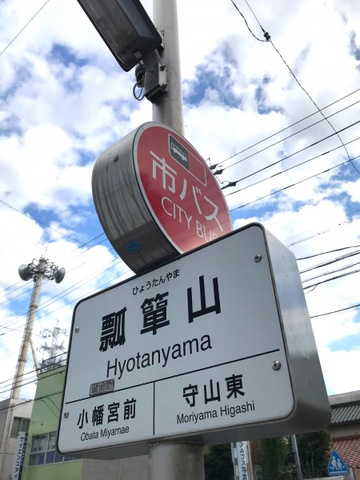 市バス
CITY BUS
ひょうたんやま
瓢箪山
Hyotanyama
小幡宮前
Obata Miyamae
守山東
Moriyama Higashi